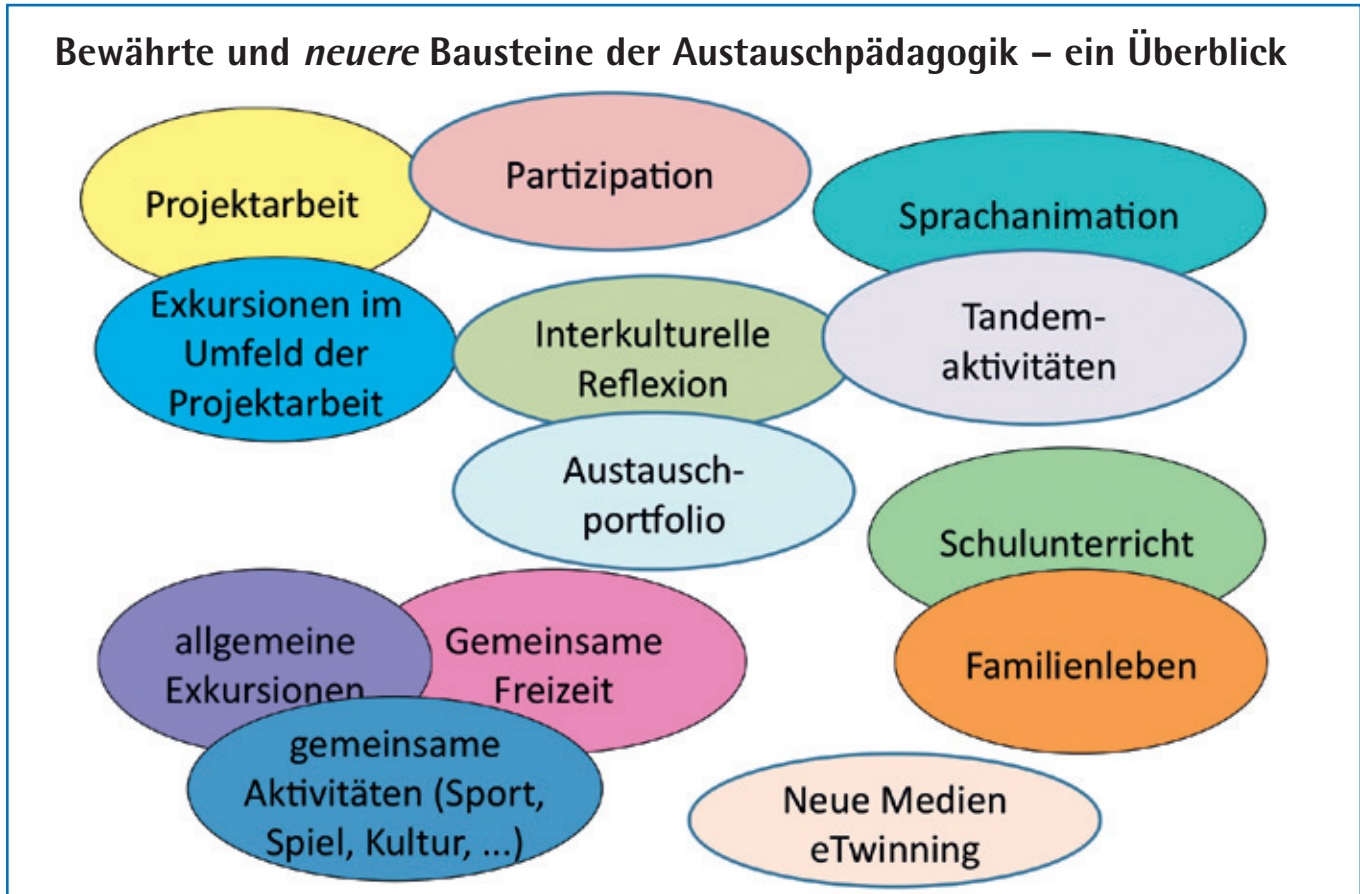 Bewährte und neuere Bausteine der Austauschpädagogik – ein Überblick
Projektarbeit
Partizipation
Sprachanimation
Exkursionen im
Umfeld der
Projektarbeit
Interkulturelle
Reflexion
Tandem-
aktivitäten
Austausch-
portfolio
Schulunterricht
allgemeine
Exkursionen
Gemeinsame
Freizeit
Familienleben
gemeinsame
Aktivitäten (Sport,
Spiel, Kultur, ...)
Neue Medien
eTwinning